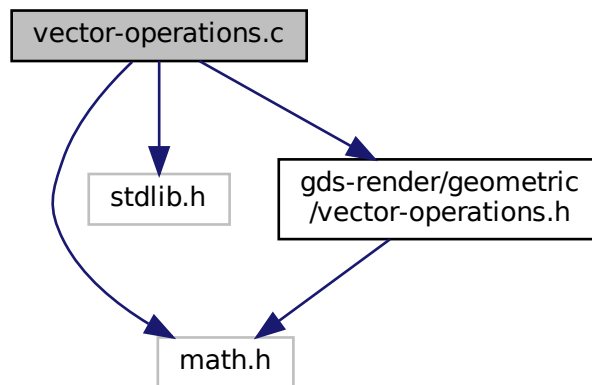 vector-operations.c
stdlib.h
gds-render/geometric
/vector-operations.h
math.h